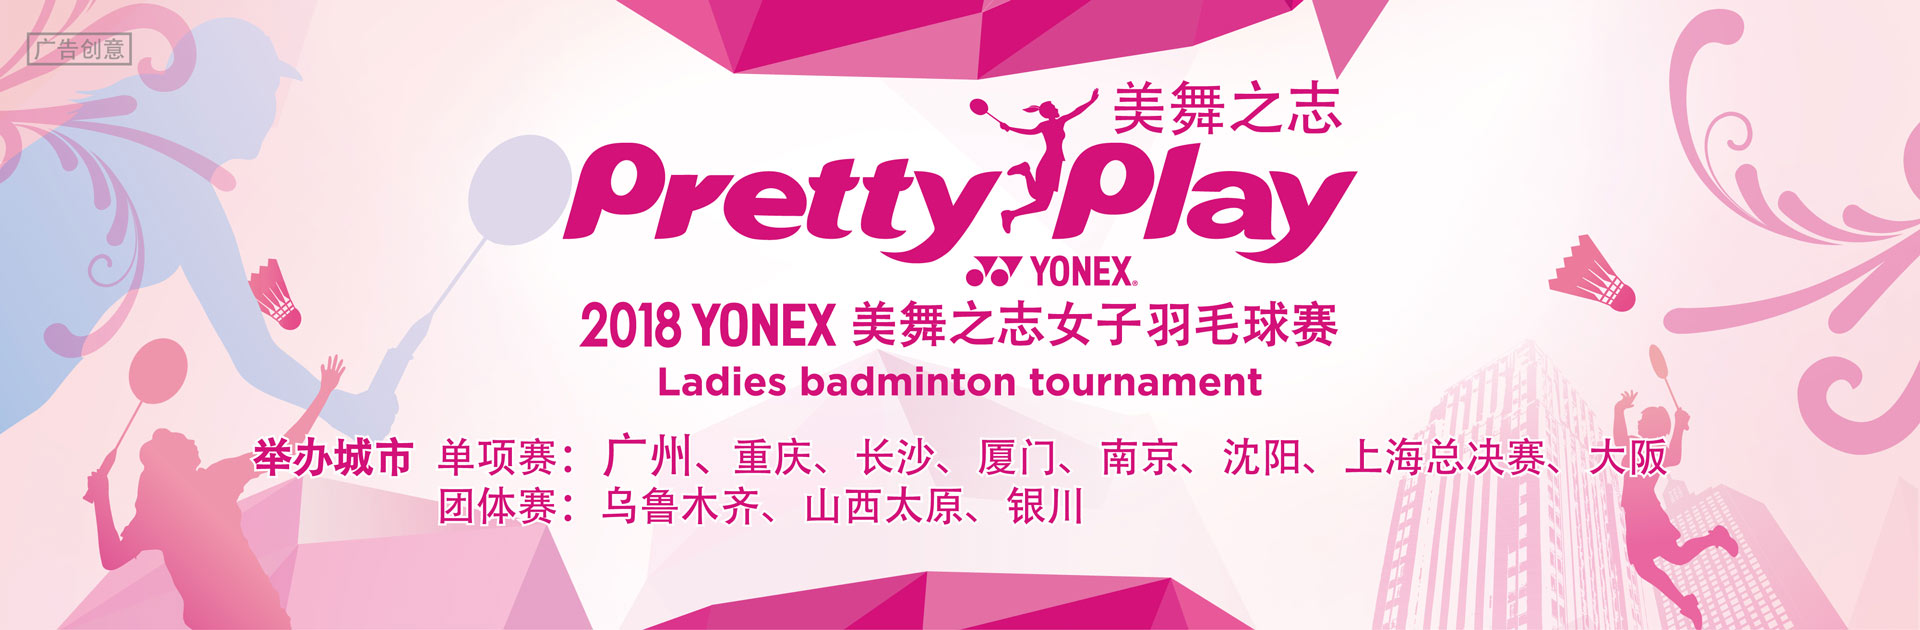 广告创意
美舞之志
Pretty Play
YONEX®
2018 YONEX 美舞之志女子羽毛球赛
Ladies badminton tournament
举办城市 单项赛：广州、重庆、长沙、厦门、南京、沈阳、上海总决赛、大阪
团体赛：乌鲁木齐、山西太原、银川